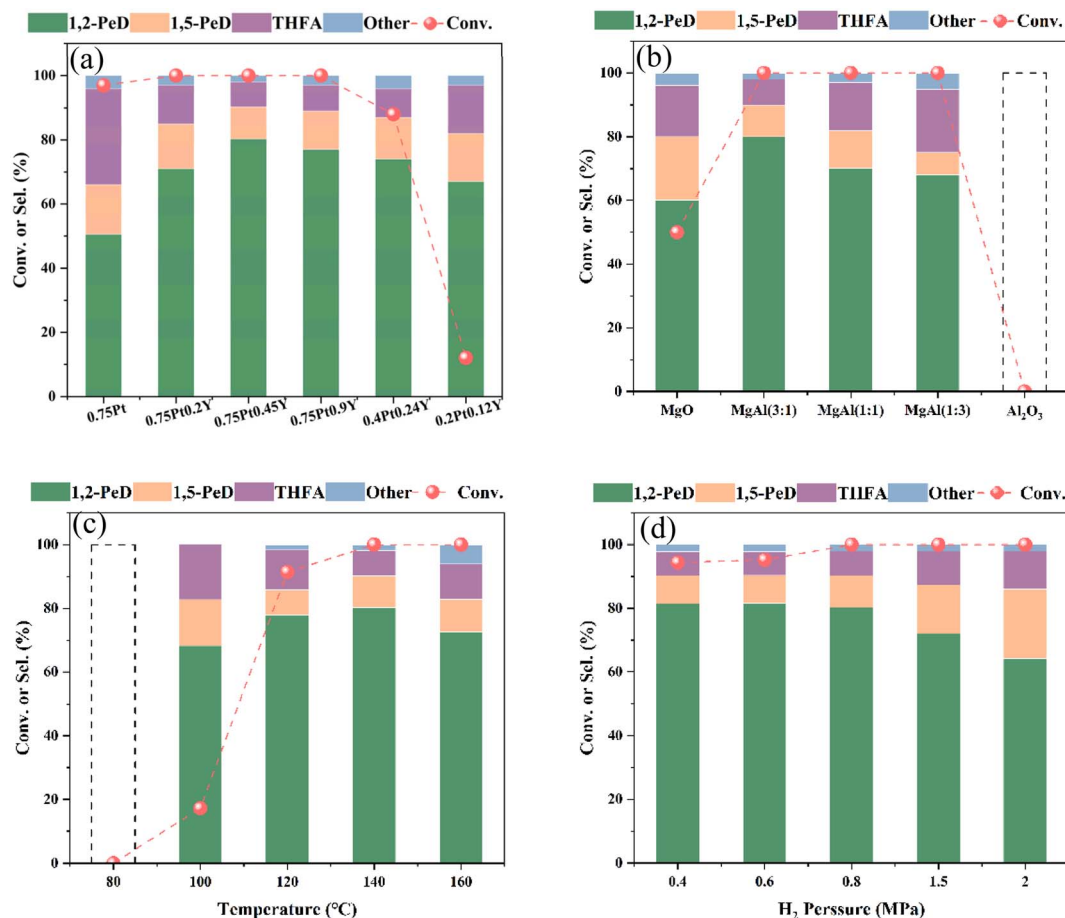 1,2-PeD 1,5-PeD THFA Other Conv.
(a)
Conv. or Sel. (%)
100
80
60
40
20
0
0.75Pt 0.75Pt0.2Y 0.75Pt0.45Y 0.75Pt0.9Y 0.4Pt0.24Y 0.2Pt0.12Y
1,2-PeD 1,5-PeD THFA Other Conv.
(b)
Conv. or Sel. (%)
100
80
60
40
20
0
MgO MgAl(3:1) MgAl(1:1) MgAl(1:3) Al₂O₃
1,2-PeD 1,5-PeD THFA Other Conv.
(c)
Conv. or Sel. (%)
100
80
60
40
20
0
80 100 120 140 160
Temperature (°C)
1,2-PeD 1,5-PeD THFA Other Conv.
(d)
Conv. or Sel. (%)
100
80
60
40
20
0
0.4 0.6 0.8 1.5 2
H₂ Perssure (MPa)